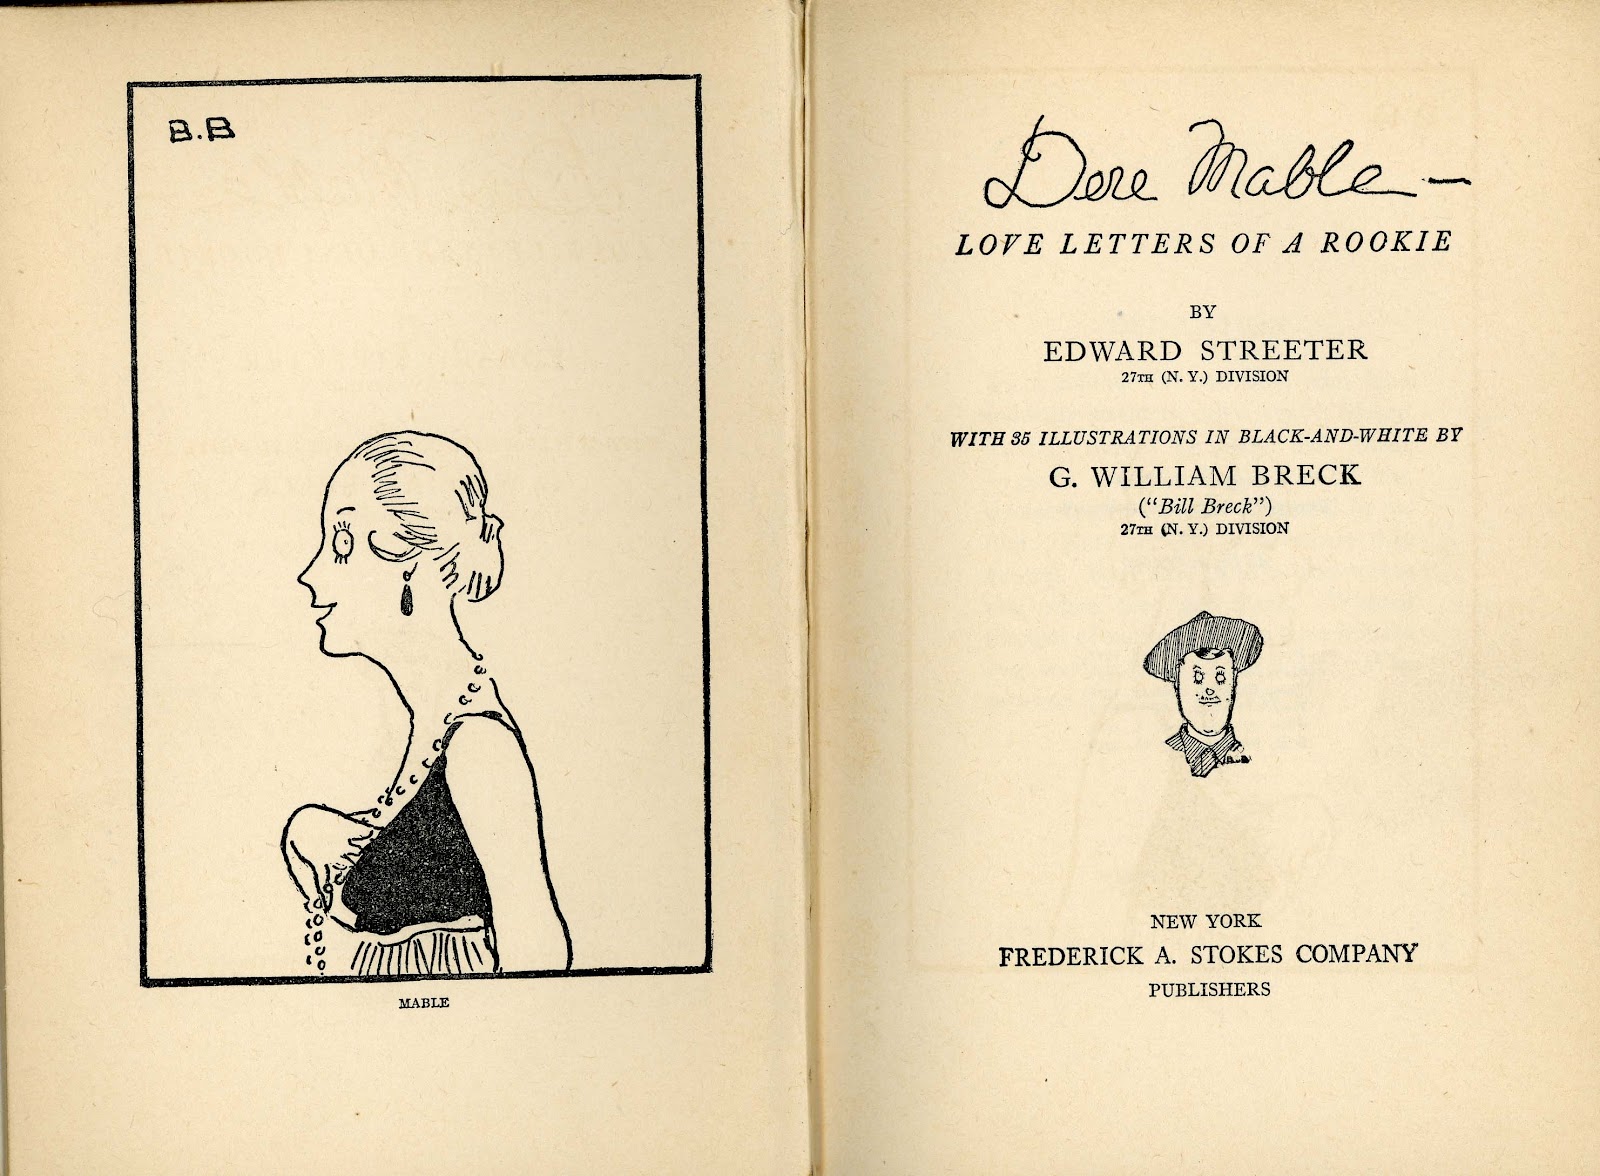 B.B
MABLE
Dere Mable—
LOVE LETTERS OF A ROOKIE
BY
EDWARD STREETER
27TH (N. Y.) DIVISION
WITH 35 ILLUSTRATIONS IN BLACK-AND-WHITE BY
G. WILLIAM BRECK
("Bill Breck")
27TH (N. Y.) DIVISION
B.B
NEW YORK
FREDERICK A. STOKES COMPANY
PUBLISHERS